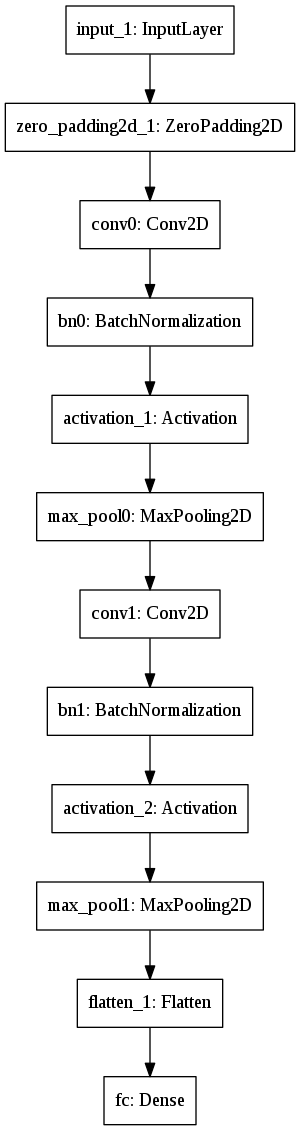 input_1: InputLayer
zero_padding2d_1: ZeroPadding2D
conv0: Conv2D
bn0: BatchNormalization
activation_1: Activation
max_pool0: MaxPooling2D
conv1: Conv2D
bn1: BatchNormalization
activation_2: Activation
max_pool1: MaxPooling2D
flatten_1: Flatten
fc: Dense